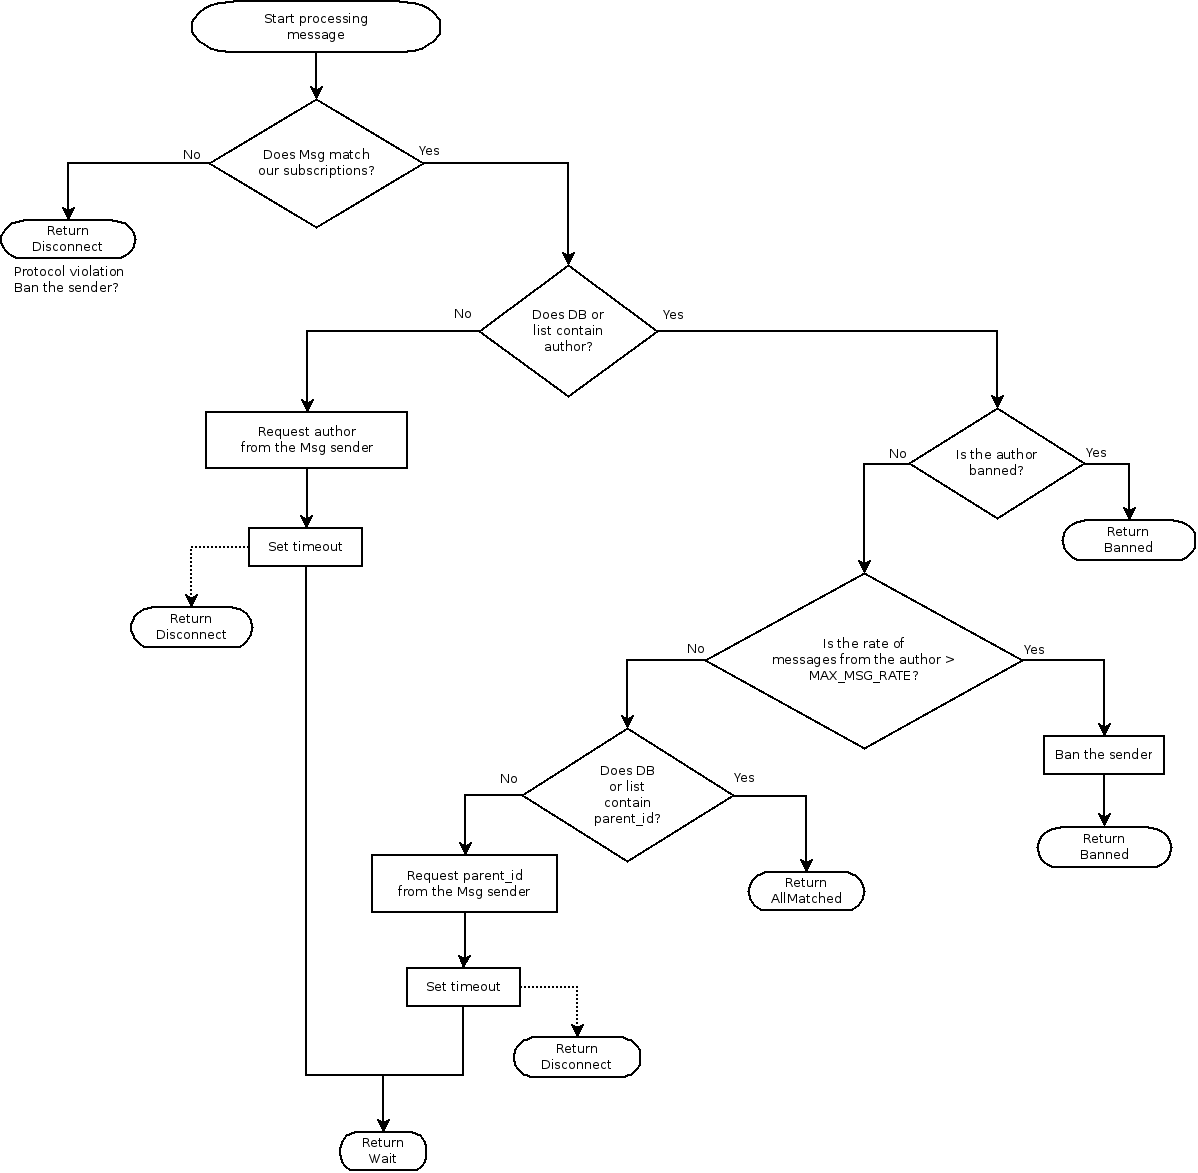 Start processing
message
Does Msg match
our subscriptions?
No
Yes
Return
Disconnect
Protocol violation
Ban the sender?
Does DB or
list contain
author?
No
Yes
Request author
from the Msg sender
Set timeout
Return
Disconnect
Is the author
banned?
No
Yes
Return
Banned
Is the rate of
messages from the author >
MAX_MSG_RATE?
No
Yes
Ban the sender
Return
Banned
Does DB
or list
contain
parent_id?
No
Yes
Request parent_id
from the Msg sender
Return
AllMatched
Set timeout
Return
Disconnect
Return
Wait